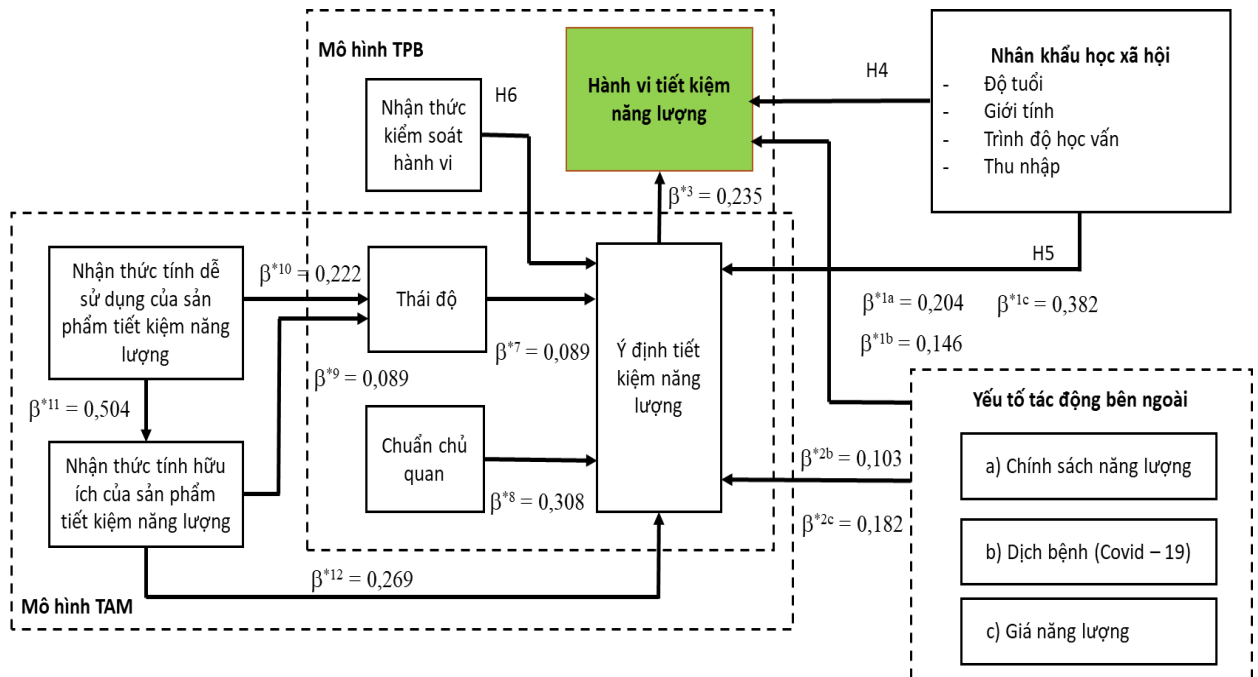 Mô hình TPB
Nhận thức
kiểm soát
hành vi
H6
Hành vi tiết kiệm
năng lượng
H4
Nhân khẩu học xã hội
- Độ tuổi
- Giới tính
- Trình độ học vấn
- Thu nhập
β*3 = 0,235
H5
Nhận thức tính dễ
sử dụng của sản
phẩm tiết kiệm năng
lượng
β*10 = 0,222
Thái độ
β*7 = 0,089
β*9 = 0,089
Ý định tiết
kiệm năng
lượng
β*1a = 0,204
β*1c = 0,382
β*1b = 0,146
β*11 = 0,504
Nhận thức tính hữu
ích của sản phẩm
tiết kiệm năng lượng
Chuẩn chủ
quan
β*8 = 0,308
β*2b = 0,103
β*2c = 0,182
Yếu tố tác động bên ngoài
a) Chính sách năng lượng
b) Dịch bệnh (Covid – 19)
c) Giá năng lượng
β*12 = 0,269
Mô hình TAM